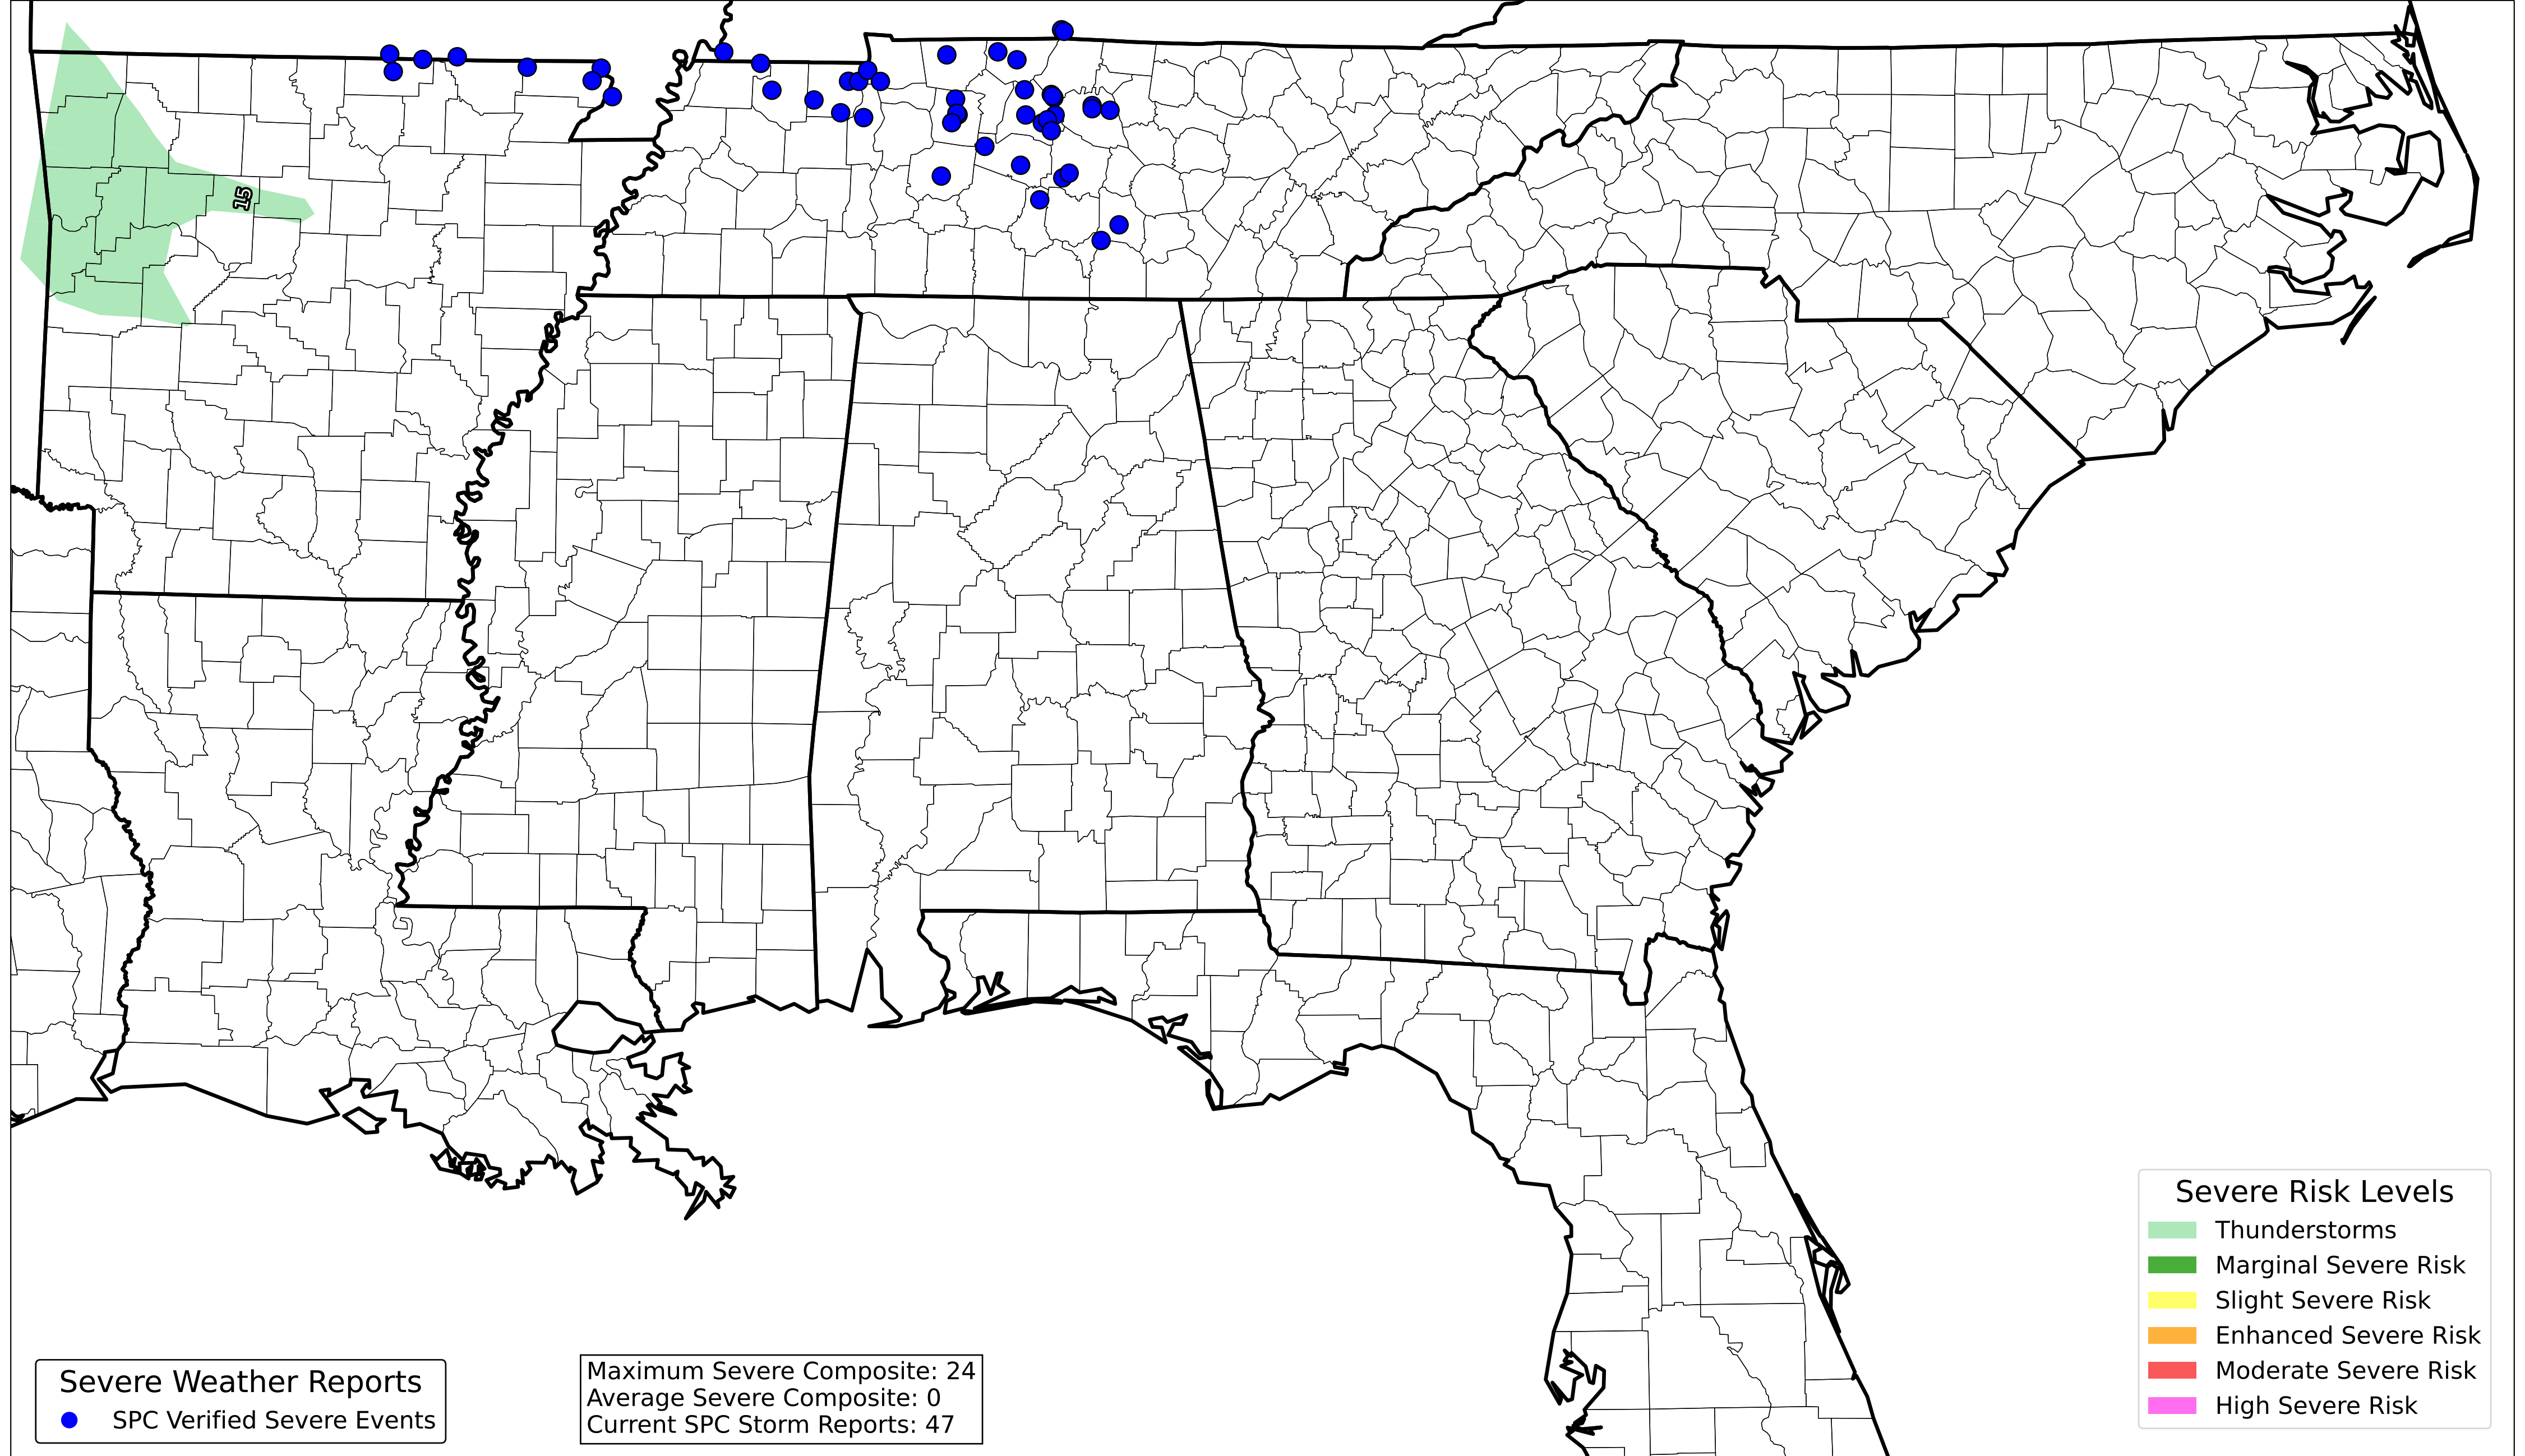 15
Severe Weather Reports
SPC Verified Severe Events
Maximum Severe Composite: 24
Average Severe Composite: 0
Current SPC Storm Reports: 47
Severe Risk Levels
Thunderstorms
Marginal Severe Risk
Slight Severe Risk
Enhanced Severe Risk
Moderate Severe Risk
High Severe Risk